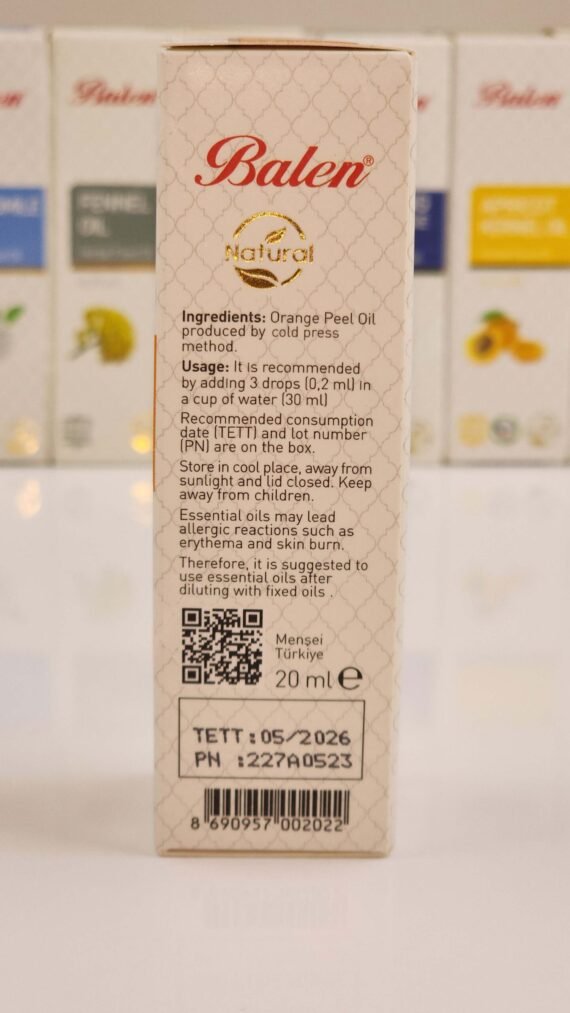 Balen®
Natural
Ingredients: Orange Peel Oil
produced by cold press
method.
Usage: It is recommended
by adding 3 drops (0,2 ml) in
a cup of water (30 ml)
Recommended consumption
date (TETT) and lot number
(PN) are on the box.
Store in cool place, away from
sunlight and lid closed. Keep
away from children.
Essential oils may lead
allergic reactions such as
erythema and skin burn.
Therefore, it is suggested to
use essential oils after
diluting with fixed oils .
Menşei
Türkiye
20 ml e
TETT:05/2026
PN :227A0523
8 690957 002022
Balen
FENNEL
OIL
Balen
APRICOT
KERNEL OIL